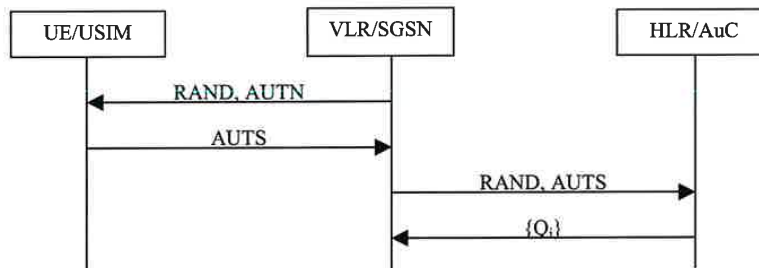 UE/USIM VLR/SGSN HLR/AuC
RAND, AUTN
AUTS
RAND, AUTS
{Qᵢ}